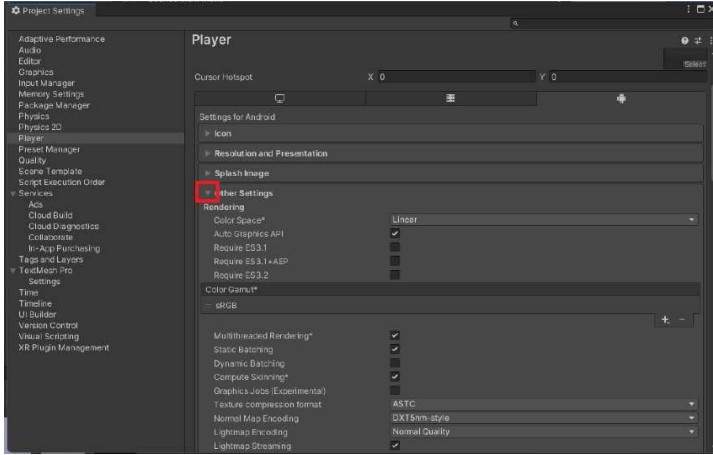 Project Settings
Adaptive Performance
Audio
Editor
Graphics
Input Manager
Memory Settings
Package Manager
Physics
Physics 2D
Player
Preset Manager
Quality
Scene Template
Script Execution Order
Services
Ads
Cloud Build
Cloud Diagnostics
Collaborate
In-App Purchasing
Tags and Layers
TextMesh Pro
Settings
Time
Timeline
UI Builder
Version Control
Visual Scripting
XR Plugin Management
Player
Select
Cursor Hotspot X 0 Y 0
Settings for Android
Icon
Resolution and Presentation
Splash Image
Other Settings
Rendering
Color Space* Linear
Auto Graphics API
Require ES3.1
Require ES3.1+AEP
Require ES3.2
Color Gamut*
sRGB
Multithreaded Rendering*
Static Batching
Dynamic Batching
Compute Skinning*
Graphics Jobs (Experimental)
Texture compression format ASTC
Normal Map Encoding DXT5nm-style
Lightmap Encoding Normal Quality
Lightmap Streaming